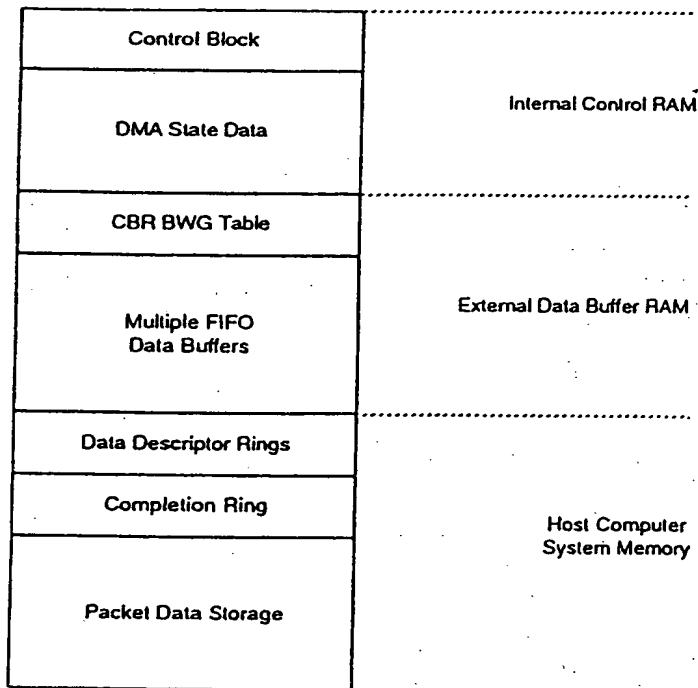 Control Block
DMA State Data
Internal Control RAM
CBR BWG Table
Multiple FIFO
Data Buffers
External Data Buffer RAM
Data Descriptor Rings
Completion Ring
Packet Data Storage
Host Computer
System Memory